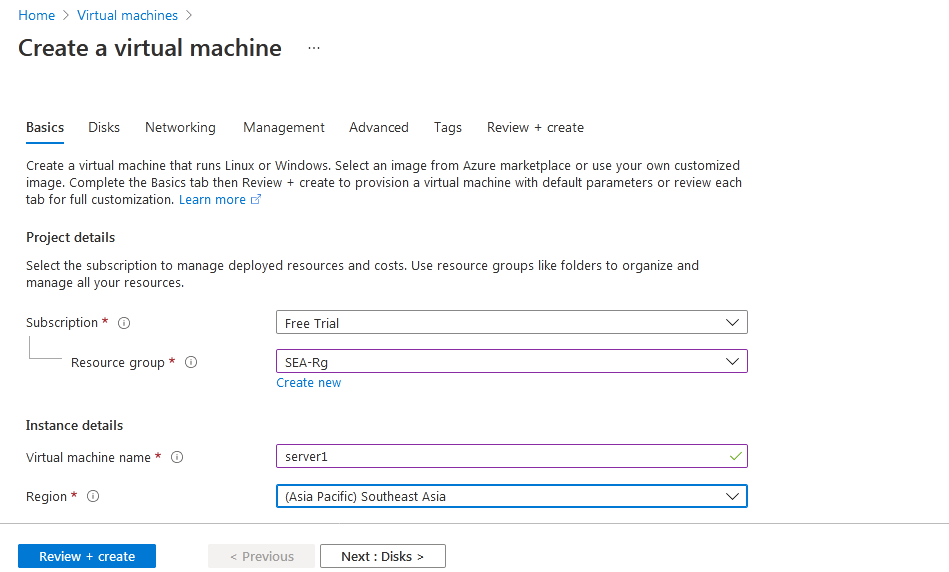 Home > Virtual machines >
Create a virtual machine ...
Basics Disks Networking Management Advanced Tags Review + create
Create a virtual machine that runs Linux or Windows. Select an image from Azure marketplace or use your own customized
image. Complete the Basics tab then Review + create to provision a virtual machine with default parameters or review each
tab for full customization. Learn more
Project details
Select the subscription to manage deployed resources and costs. Use resource groups like folders to organize and
manage all your resources.
Subscription * Free Trial
Resource group * SEA-Rg
Create new
Instance details
Virtual machine name * server1
Region * (Asia Pacific) Southeast Asia
Review + create < Previous Next : Disks >